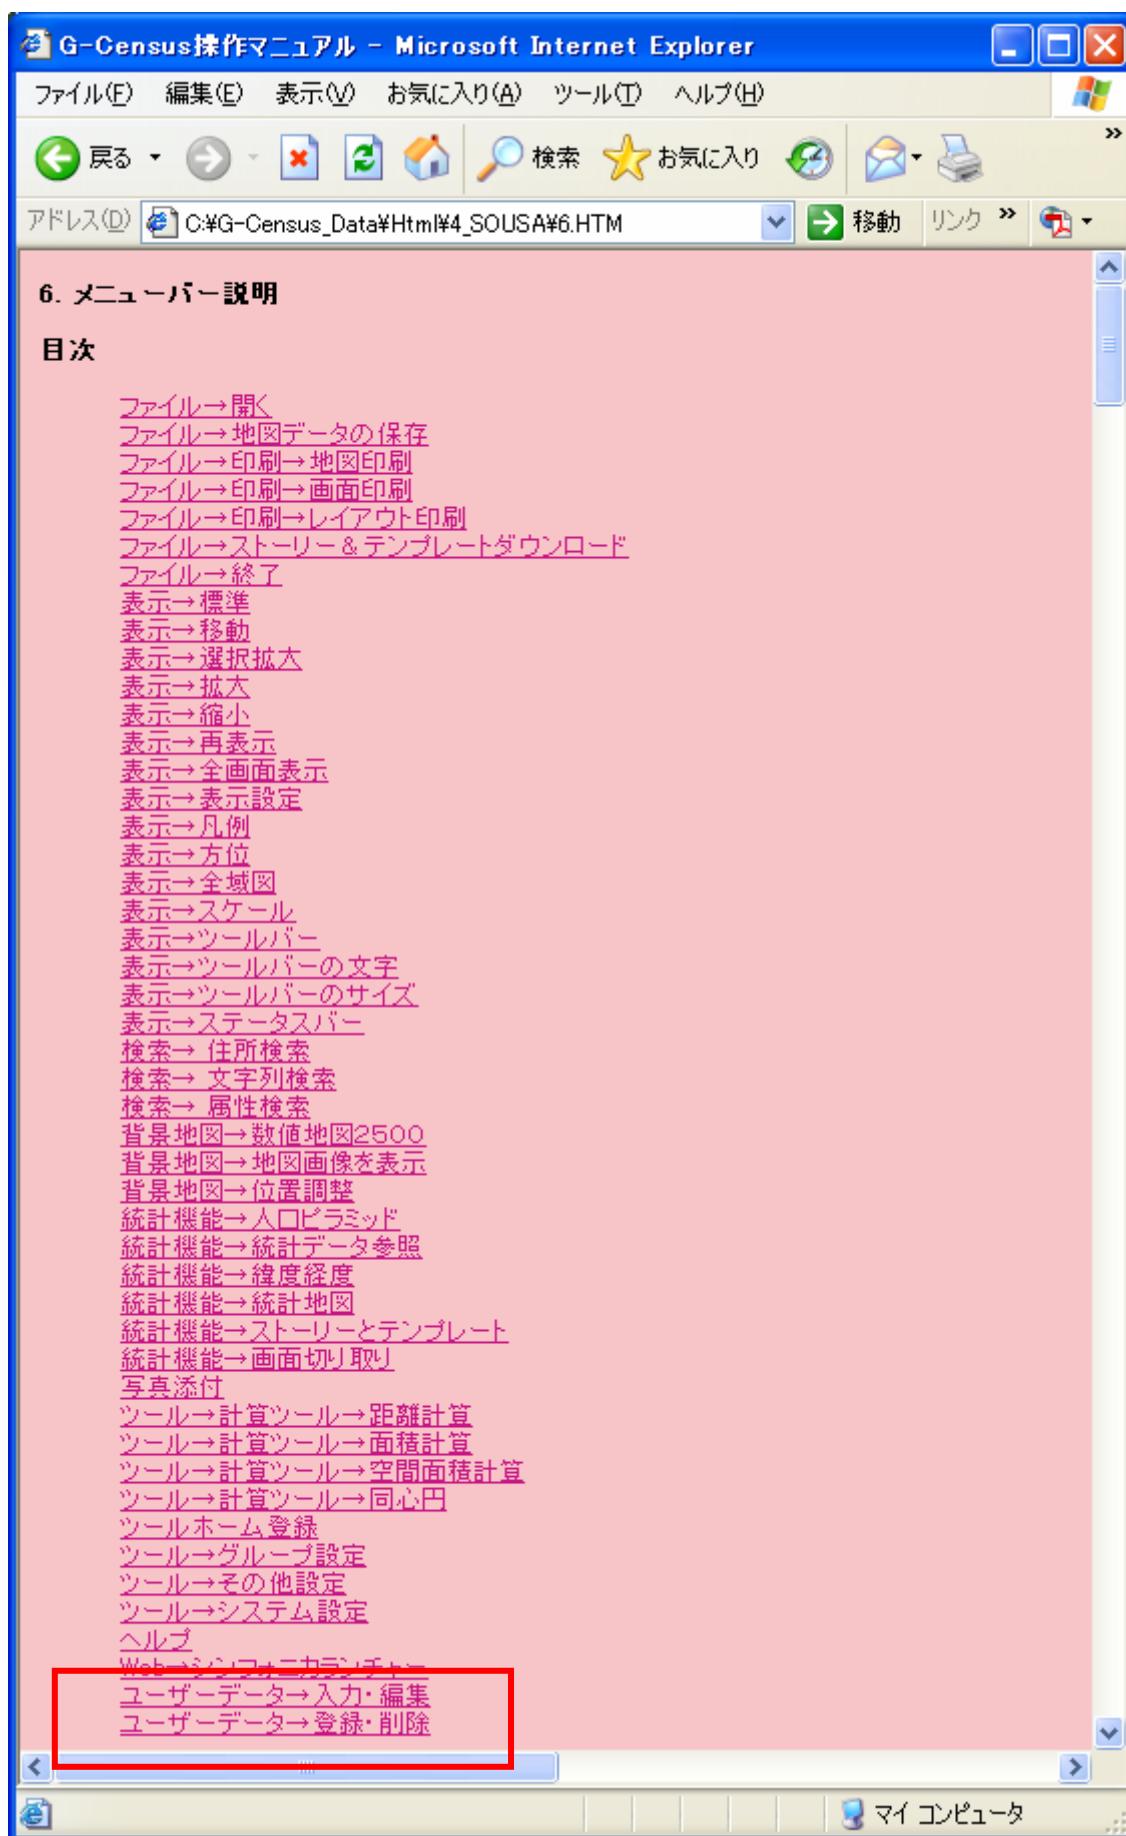 G-Census操作マニュアル - Microsoft Internet Explorer
ファイル(F) 編集(E) 表示(V) お気に入り(A) ツール(T) ヘルプ(H)
戻る 検索 お気に入り »
アドレス(D) C:¥G-Census_Data¥Html¥4_SOUSA¥6.HTM 移動 リンク »
6. メニューバー説明
目次
ファイル→開く
ファイル→地図データの保存
ファイル→印刷→地図印刷
ファイル→印刷→画面印刷
ファイル→印刷→レイアウト印刷
ファイル→ストーリー&テンプレートダウンロード
ファイル→終了
表示→標準
表示→移動
表示→選択拡大
表示→拡大
表示→縮小
表示→再表示
表示→全画面表示
表示→表示設定
表示→凡例
表示→方位
表示→全域図
表示→スケール
表示→ツールバー
表示→ツールバーの文字
表示→ツールバーのサイズ
表示→ステータスバー
検索→ 住所検索
検索→ 文字列検索
検索→ 属性検索
背景地図→数値地図2500
背景地図→地図画像を表示
背景地図→位置調整
統計機能→人口ピラミッド
統計機能→統計データ参照
統計機能→緯度経度
統計機能→統計地図
統計機能→ストーリーとテンプレート
統計機能→画面切り取り
写真添付
ツール→計算ツール→距離計算
ツール→計算ツール→面積計算
ツール→計算ツール→空間面積計算
ツール→計算ツール→同心円
ツールホーム登録
ツール→グループ設定
ツール→その他設定
ツール→システム設定
ヘルプ
Web→シンフォニカランチャー
ユーザーデータ→入力・編集
ユーザーデータ→登録・削除
マイ コンピュータ